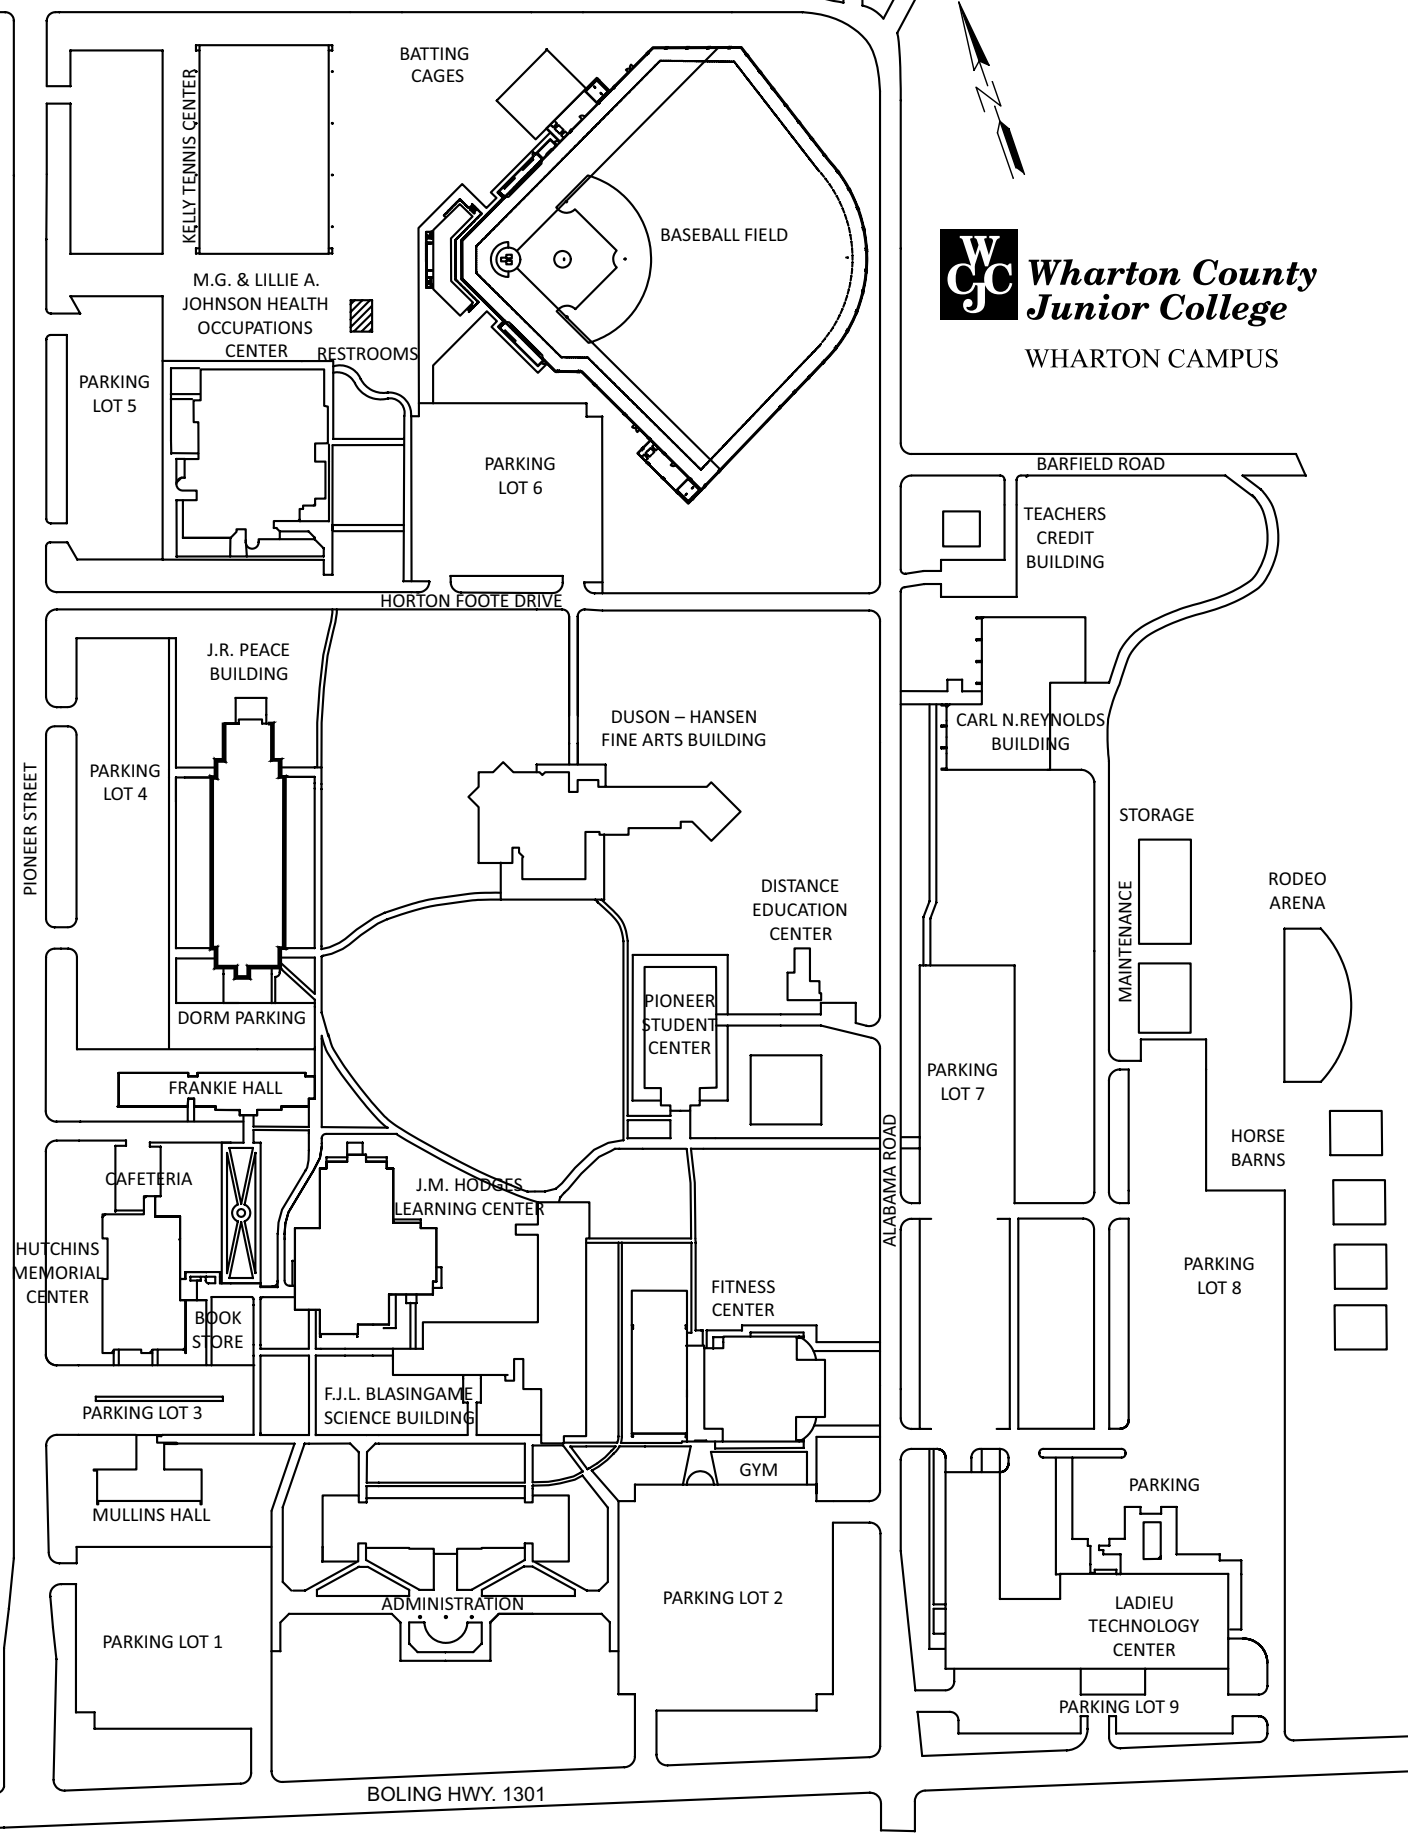 BATTING
CAGES
KELLY TENNIS CENTER
N
BASEBALL FIELD
WCJC
Wharton County
Junior College
WHARTON CAMPUS
M.G. & LILLIE A.
JOHNSON HEALTH
OCCUPATIONS
CENTER
RESTROOMS
PARKING
LOT 5
PARKING
LOT 6
BARFIELD ROAD
TEACHERS
CREDIT
BUILDING
HORTON FOOTE DRIVE
J.R. PEACE
BUILDING
DUSON – HANSEN
FINE ARTS BUILDING
CARL N.REYNOLDS
BUILDING
PIONEER STREET
PARKING
LOT 4
STORAGE
MAINTENANCE
RODEO
ARENA
DISTANCE
EDUCATION
CENTER
PIONEER
STUDENT
CENTER
DORM PARKING
FRANKIE HALL
PARKING
LOT 7
ALABAMA ROAD
HORSE
BARNS
CAFETERIA
J.M. HODGES
LEARNING CENTER
HUTCHINS
MEMORIAL
CENTER
BOOK
STORE
FITNESS
CENTER
PARKING
LOT 8
F.J.L. BLASINGAME
SCIENCE BUILDING
PARKING LOT 3
GYM
MULLINS HALL
PARKING
ADMINISTRATION
PARKING LOT 2
LADIEU
TECHNOLOGY
CENTER
PARKING LOT 1
PARKING LOT 9
BOLING HWY. 1301